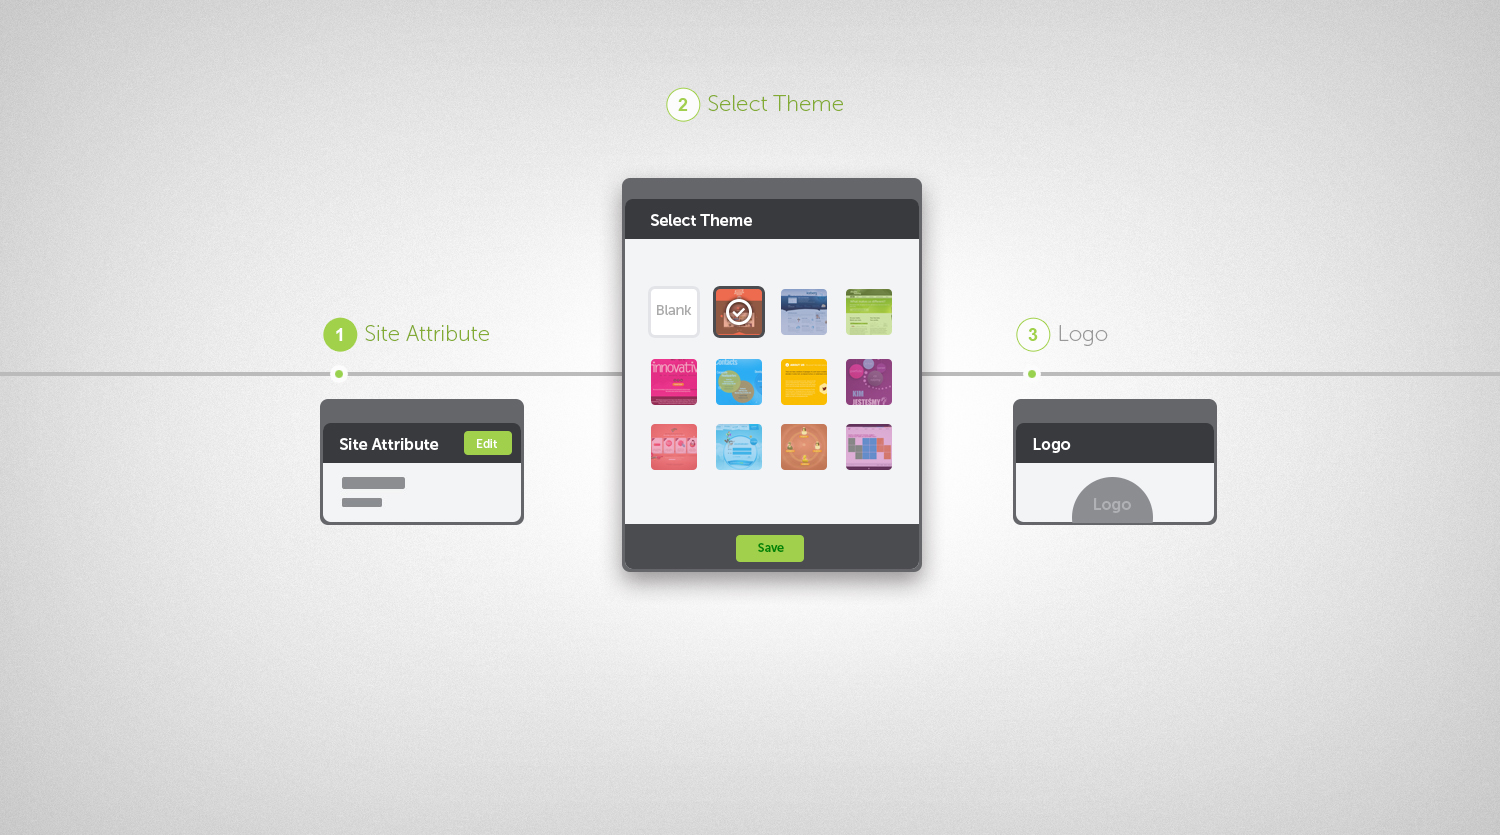 2 Select Theme
Select Theme
Blank
innovativ
KIM
JESTEŚMY?
Save
1 Site Attribute
Site Attribute
Edit
3 Logo
Logo
Logo